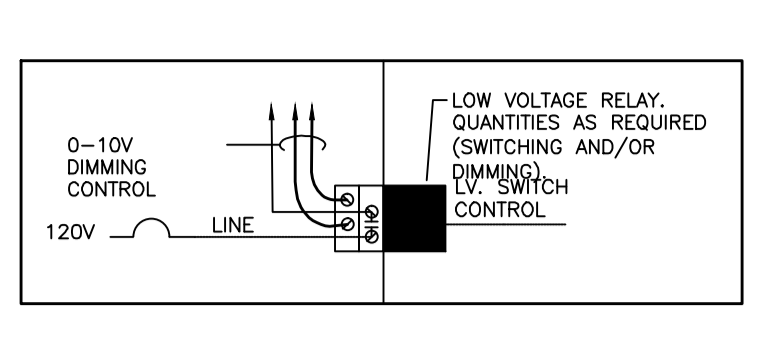 0-10V
DIMMING
CONTROL
120V
LINE
LOW VOLTAGE RELAY.
QUANTITIES AS REQUIRED
(SWITCHING AND/OR
DIMMING).
LV. SWITCH
CONTROL